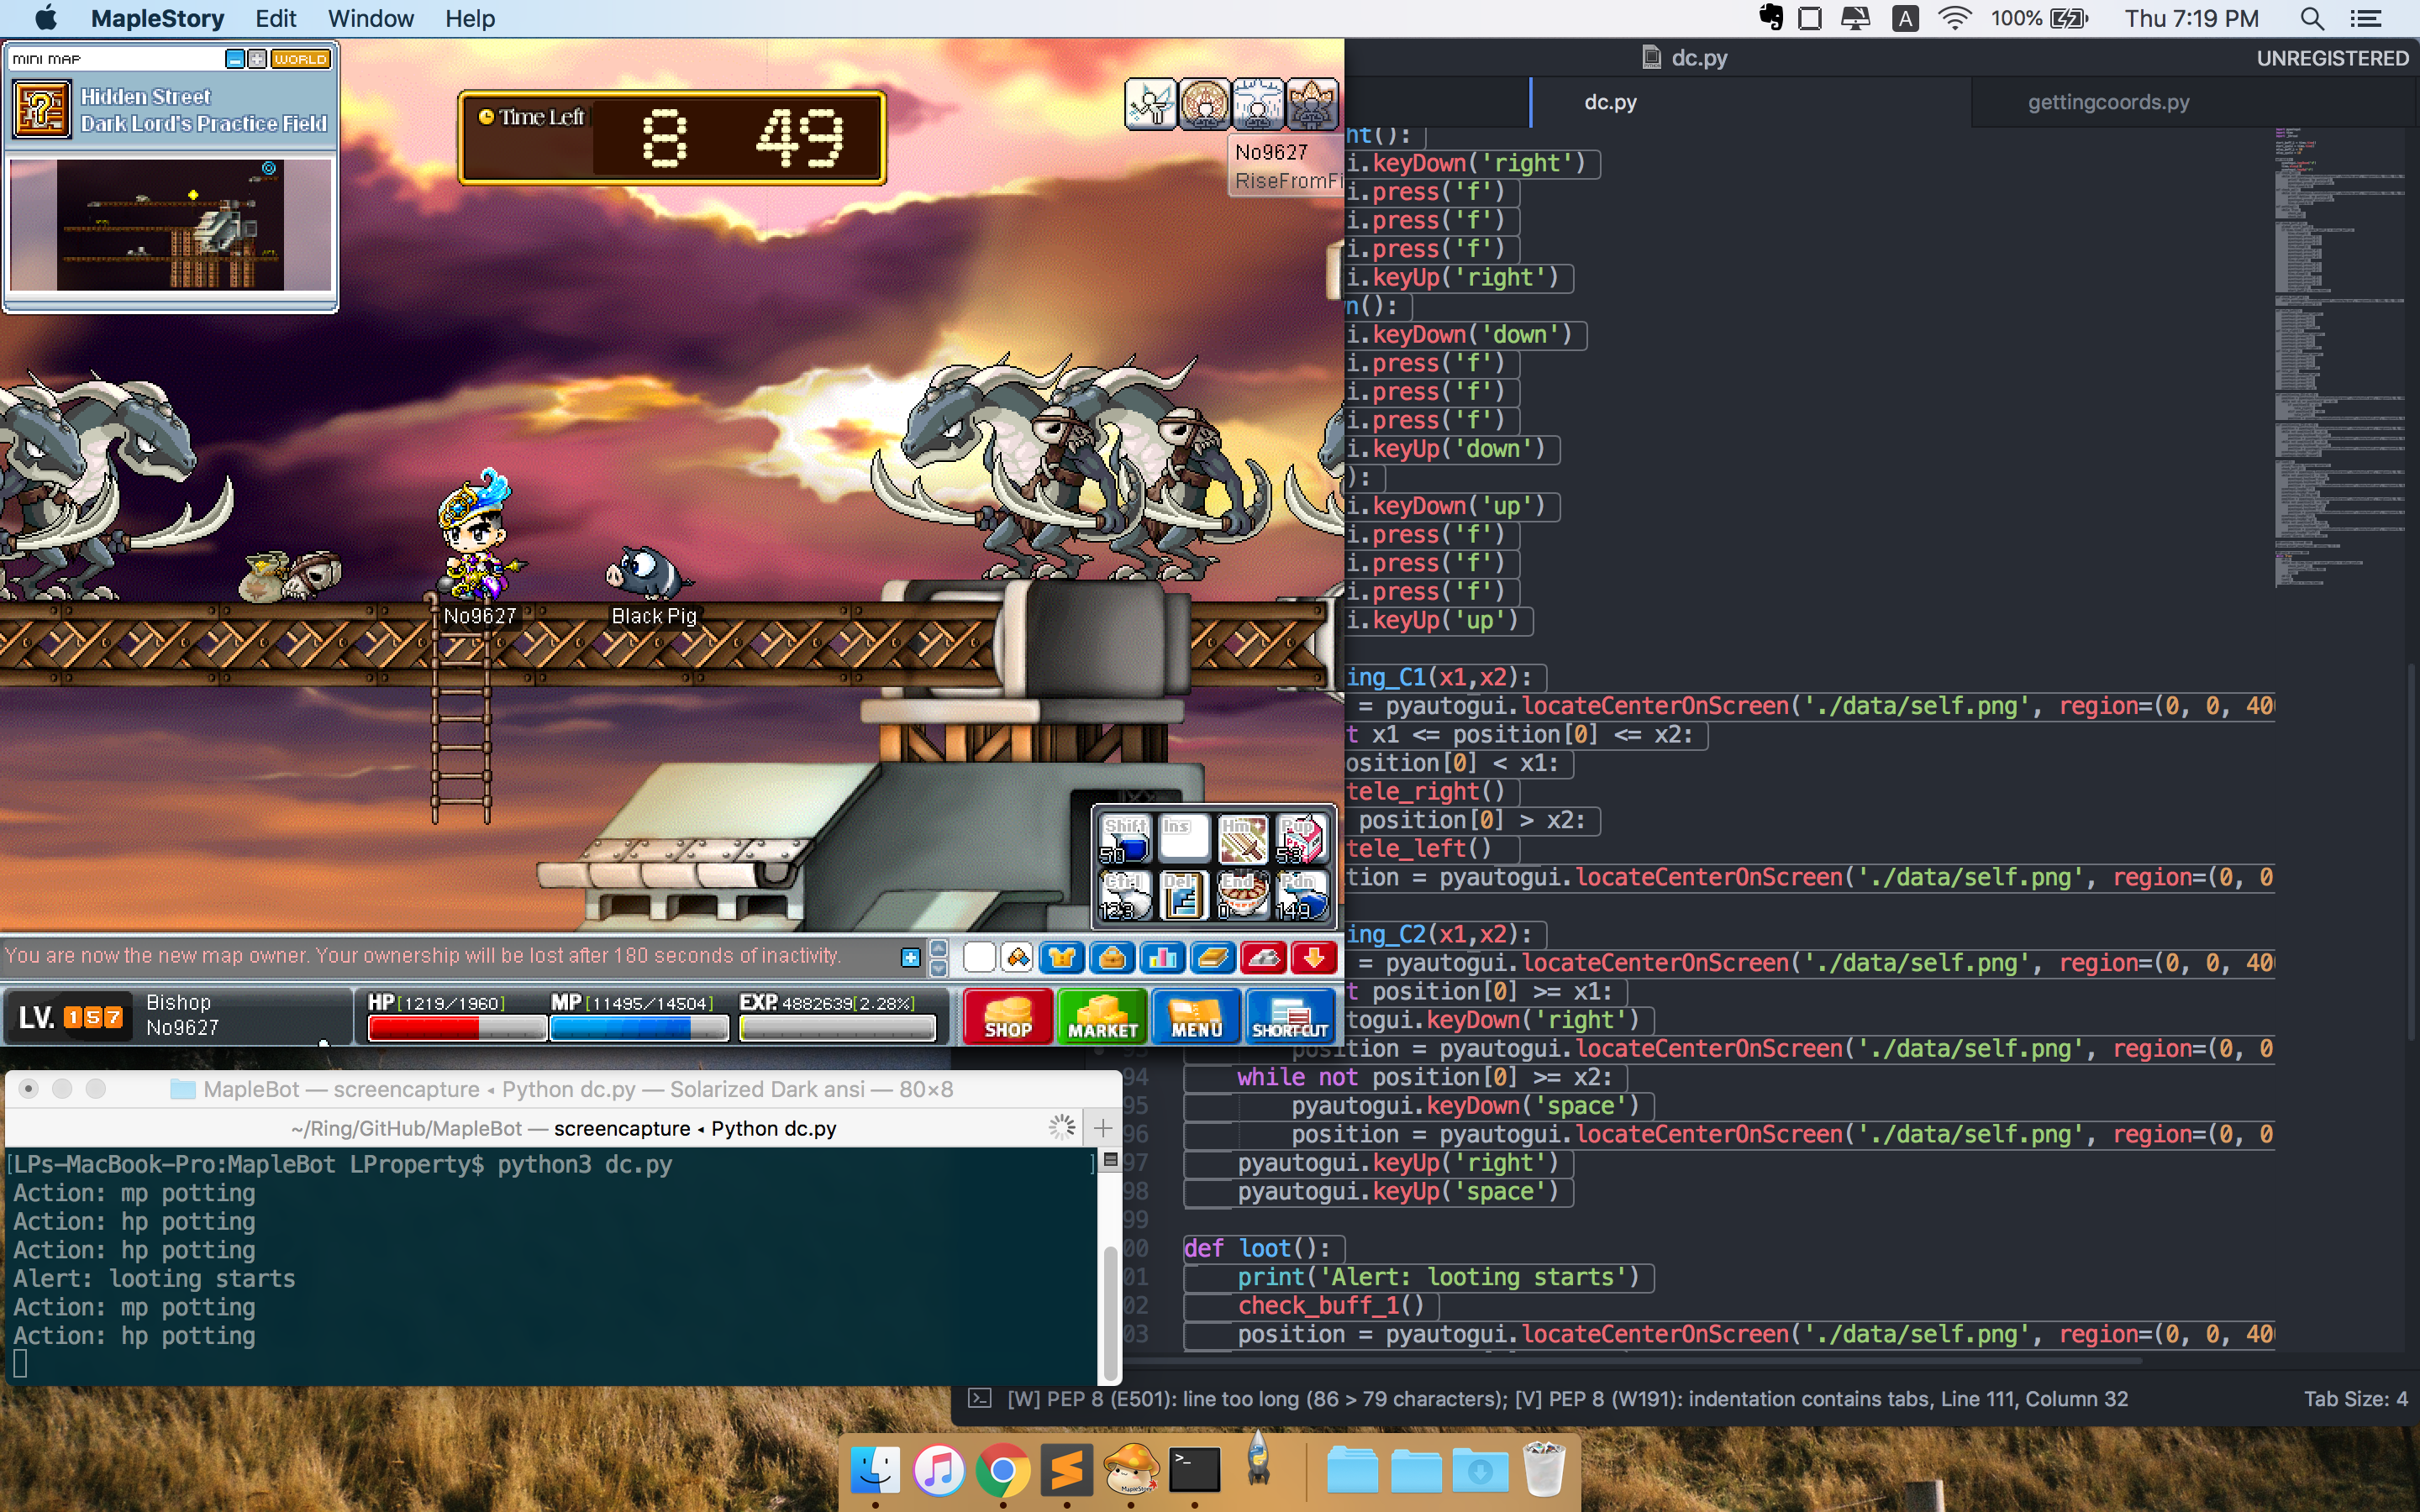 MapleStory Edit Window Help
A 100% Thu 7:19 PM
MINI MAP WORLD
Hidden Street
Dark Lord's Practice Field
Time Left 8 49
No9627
No9627
Black Pig
Shift Ins Hm Pup
50 53
Ctrl Del End Pdn
123 0 149
You are now the new map owner. Your ownership will be lost after 180 seconds of inactivity.
LV. 157 Bishop
No9627
HP[1219/1960] MP[11495/14504] EXP. 4882639[2.28%]
SHOP MARKET MENU SHORTCUT
dc.py UNREGISTERED
dc.py gettingcoords.py
nt():
i.keyDown('right')
i.press('f')
i.press('f')
i.press('f')
i.keyUp('right')
n():
i.keyDown('down')
i.press('f')
i.press('f')
i.press('f')
i.keyUp('down')
):
i.keyDown('up')
i.press('f')
i.press('f')
i.press('f')
i.keyUp('up')
ing_C1(x1,x2):
= pyautogui.locateCenterOnScreen('./data/self.png', region=(0, 0, 40
t x1 <= position[0] <= x2:
osition[0] < x1:
tele_right()
position[0] > x2:
tele_left()
tion = pyautogui.locateCenterOnScreen('./data/self.png', region=(0, 0
ing_C2(x1,x2):
= pyautogui.locateCenterOnScreen('./data/self.png', region=(0, 0, 40
t position[0] >= x1:
togui.keyDown('right')
position = pyautogui.locateCenterOnScreen('./data/self.png', region=(0, 0
94 while not position[0] >= x2:
95 pyautogui.keyDown('space')
96 position = pyautogui.locateCenterOnScreen('./data/self.png', region=(0, 0
97 pyautogui.keyUp('right')
98 pyautogui.keyUp('space')
99
00 def loot():
01 print('Alert: looting starts')
02 check_buff_1()
03 position = pyautogui.locateCenterOnScreen('./data/self.png', region=(0, 0, 40
[W] PEP 8 (E501): line too long (86 > 79 characters); [V] PEP 8 (W191): indentation contains tabs, Line 111, Column 32 Tab Size: 4
MapleBot — screencapture ◂ Python dc.py — Solarized Dark ansi — 80×8
~/Ring/GitHub/MapleBot — screencapture ◂ Python dc.py
[LPs-MacBook-Pro:MapleBot LProperty$ python3 dc.py ]
Action: mp potting
Action: hp potting
Action: hp potting
Alert: looting starts
Action: mp potting
Action: hp potting
MapleStory